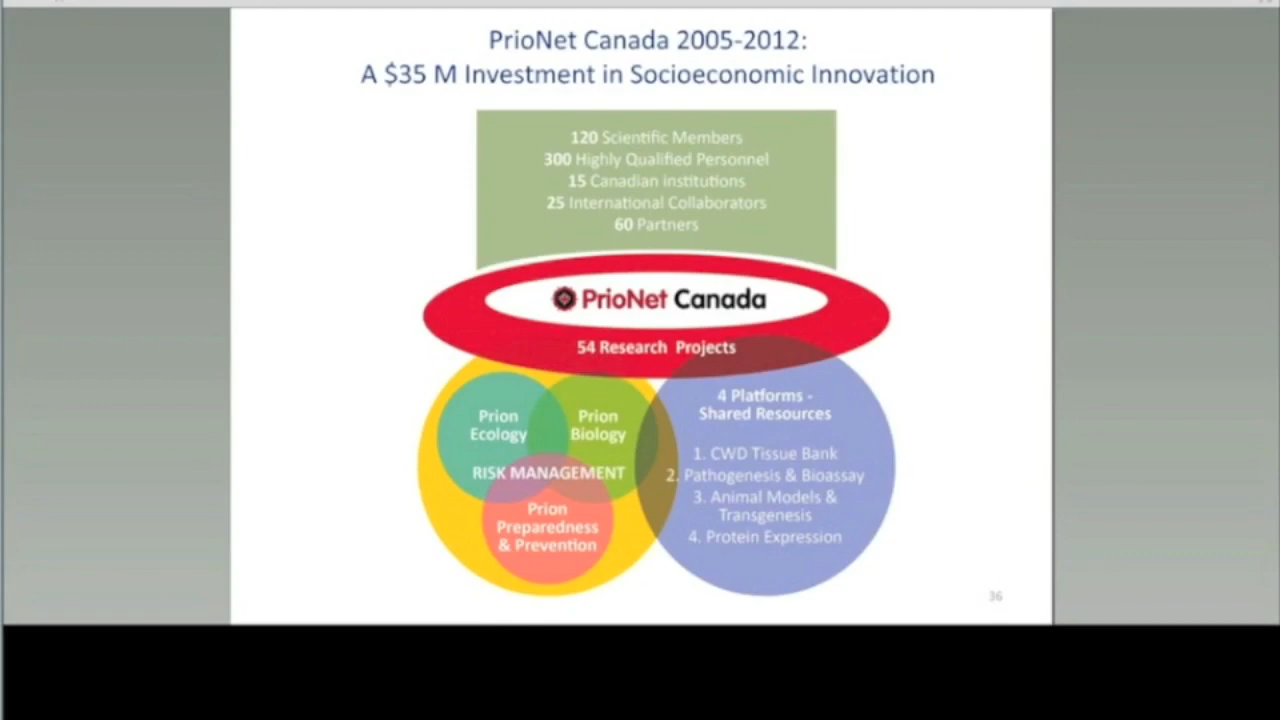 PrioNet Canada 2005-2012:
A $35 M Investment in Socioeconomic Innovation
120 Scientific Members
300 Highly Qualified Personnel
15 Canadian institutions
25 International Collaborators
60 Partners
PrioNet Canada
54 Research Projects
Prion
Ecology
Prion
Biology
RISK MANAGEMENT
Prion
Preparedness
& Prevention
4 Platforms -
Shared Resources
1. CWD Tissue Bank
2. Pathogenesis & Bioassay
3. Animal Models &
Transgenesis
4. Protein Expression
36